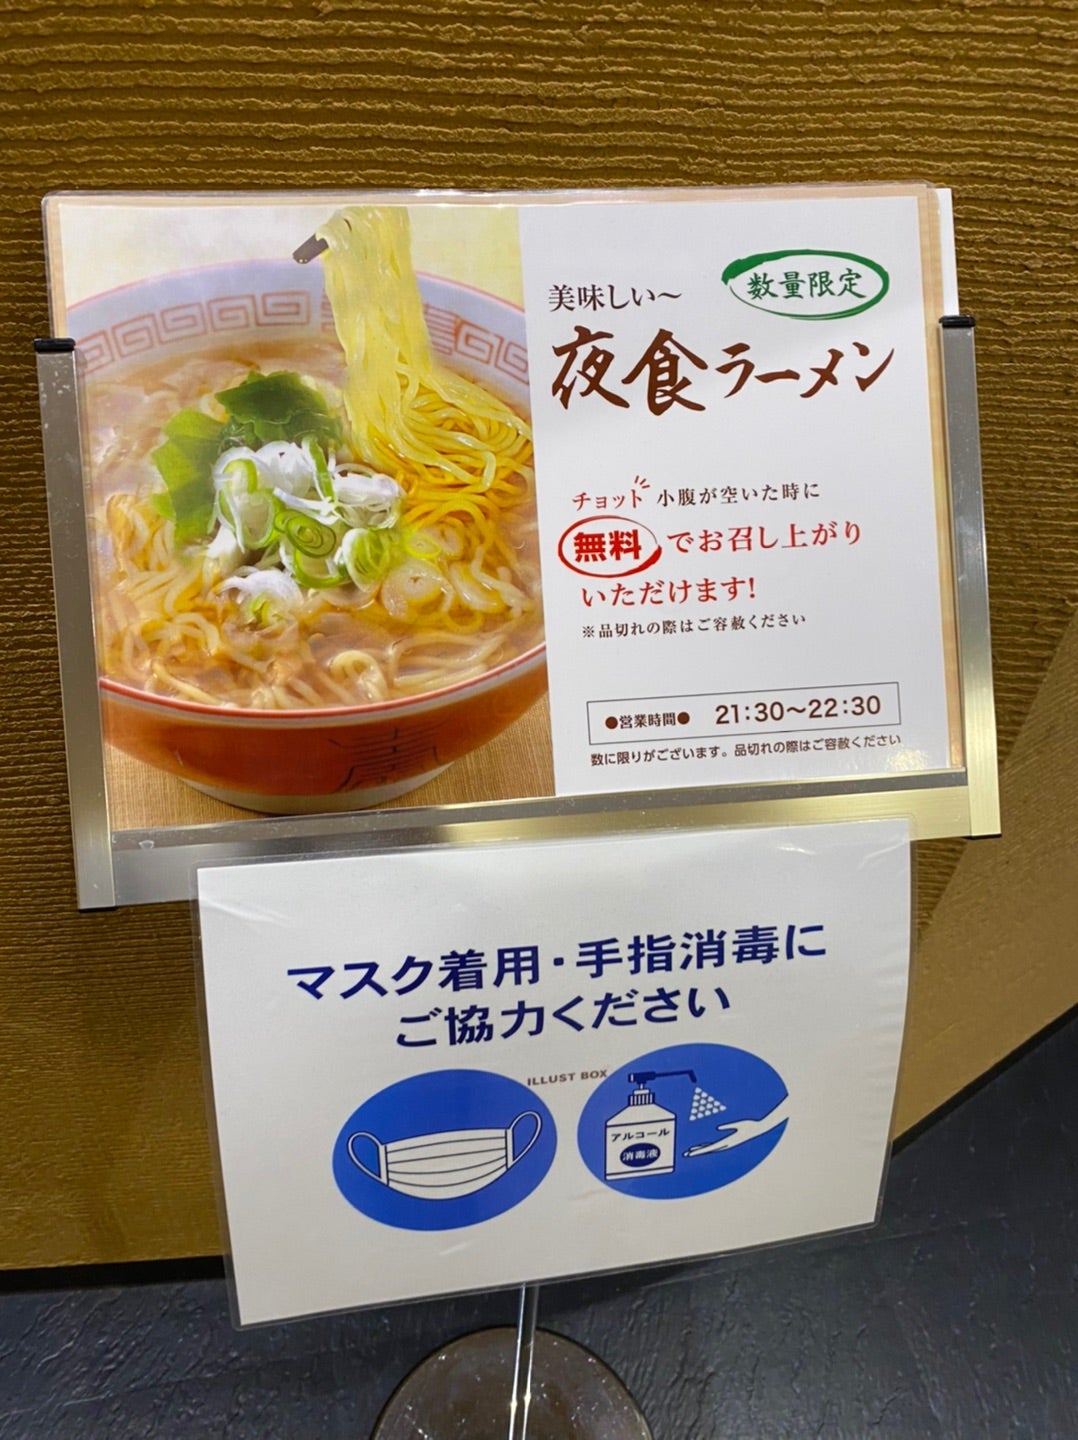 数量限定
美味しい～
夜食ラーメン
チョット 小腹が空いた時に
無料でお召し上がり
いただけます!
※品切れの際はご容赦ください
●営業時間● 21:30～22:30
数に限りがございます。品切れの際はご容赦ください
マスク着用・手指消毒に
ご協力ください
ILLUST BOX
アルコール
消毒液